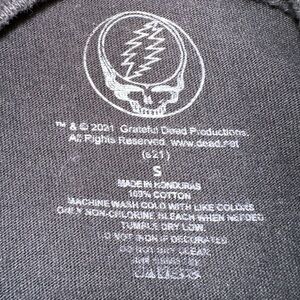 ™ & © 2021 Grateful Dead Productions.
All Rights Reserved. www.dead.net
(s21)
S
MADE IN HONDURAS
100% COTTON
MACHINE WASH COLD WITH LIKE COLORS
ONLY NON-CHLORINE BLEACH WHEN NEEDED
TUMBLE DRY LOW
DO NOT IRON IF DECORATED